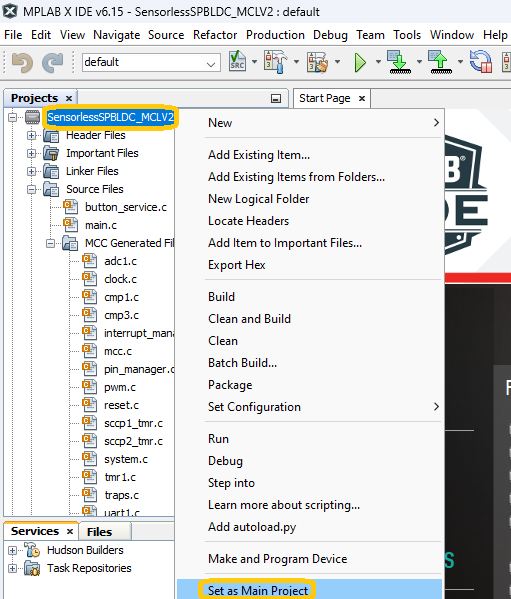 MPLAB X IDE v6.15 - SensorlessSPBLDC_MCLV2 : default
File Edit View Navigate Source Refactor Production Debug Team Tools Window
default
SRC
Projects
Start Page
SensorlessSPBLDC_MCLV2
Header Files
Important Files
Linker Files
Source Files
button_service.c
main.c
MCC Generated Fil
adc1.c
clock.c
cmp1.c
cmp3.c
interrupt_mana
mcc.c
pin_manager.c
pwm.c
reset.c
sccp1_tmr.c
sccp2_tmr.c
system.c
tmr1.c
traps.c
uart1.c
New
Add Existing Item...
Add Existing Items from Folders...
New Logical Folder
Locate Headers
Add Item to Important Files...
Export Hex
Build
Clean and Build
Clean
Batch Build...
Package
Set Configuration
Run
Debug
Step into
Learn more about scripting...
Add autoload.py
Make and Program Device
Set as Main Project
Services
Files
Hudson Builders
Task Repositories